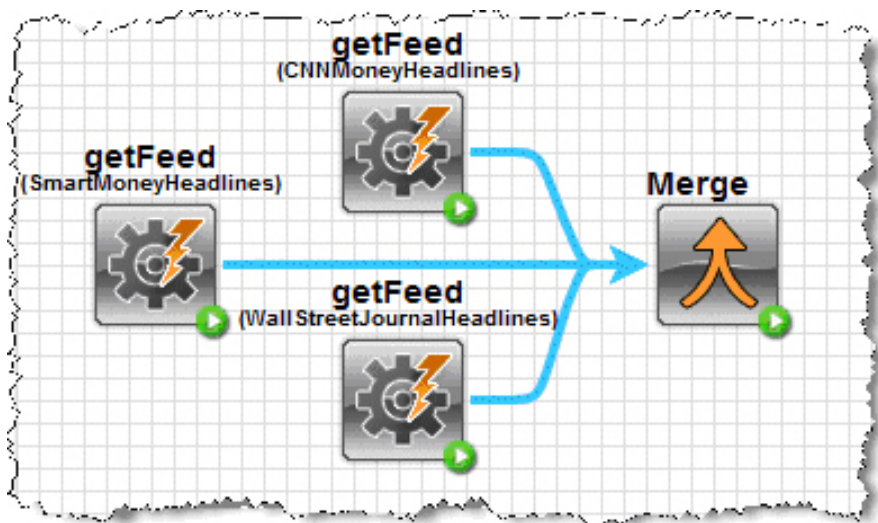 getFeed
(CNNMoneyHeadlines)
getFeed
(SmartMoneyHeadlines)
Merge
getFeed
(WallStreetJournalHeadlines)